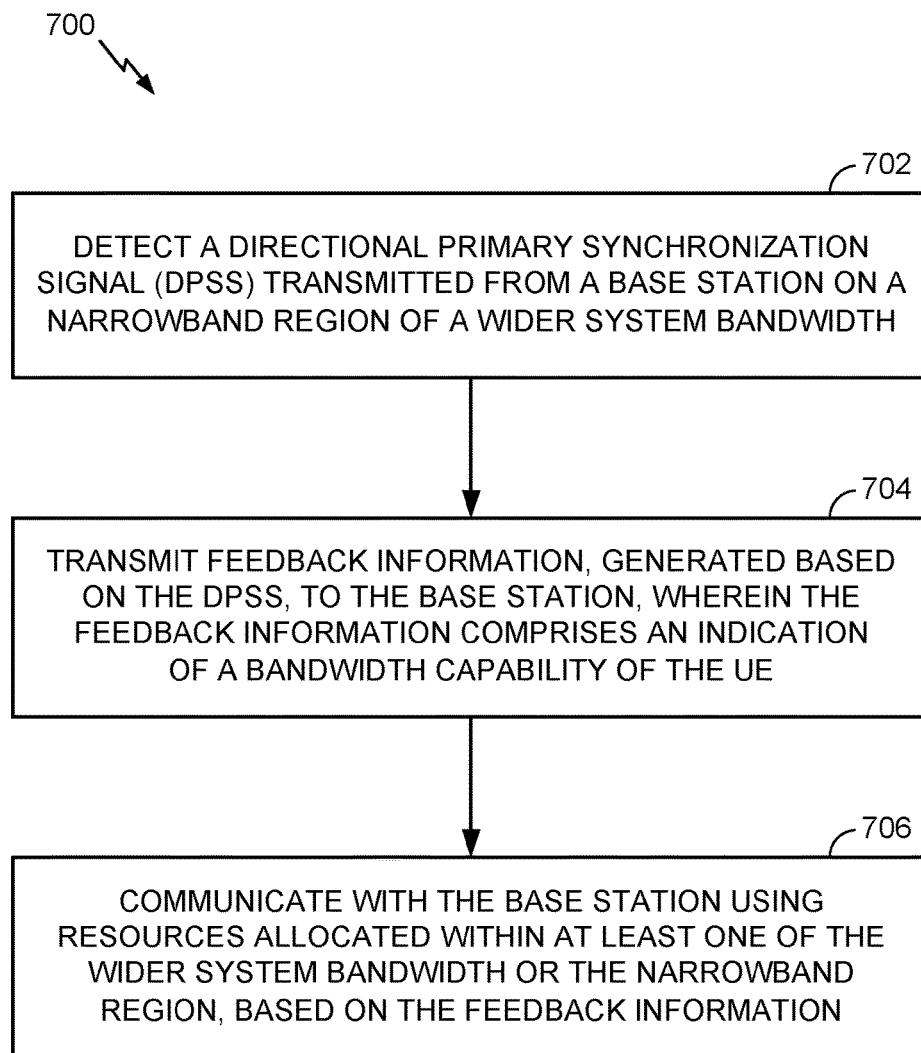 700
702
DETECT A DIRECTIONAL PRIMARY SYNCHRONIZATION
SIGNAL (DPSS) TRANSMITTED FROM A BASE STATION ON A
NARROWBAND REGION OF A WIDER SYSTEM BANDWIDTH
704
TRANSMIT FEEDBACK INFORMATION, GENERATED BASED
ON THE DPSS, TO THE BASE STATION, WHEREIN THE
FEEDBACK INFORMATION COMPRISES AN INDICATION
OF A BANDWIDTH CAPABILITY OF THE UE
706
COMMUNICATE WITH THE BASE STATION USING
RESOURCES ALLOCATED WITHIN AT LEAST ONE OF THE
WIDER SYSTEM BANDWIDTH OR THE NARROWBAND
REGION, BASED ON THE FEEDBACK INFORMATION